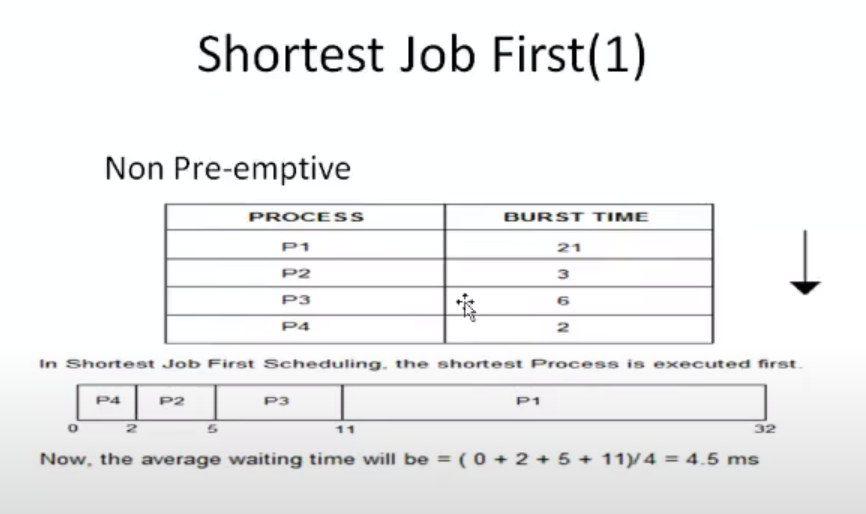 Shortest Job First(1)
Non Pre-emptive
PROCESS BURST TIME
P1 21
P2 3
P3 6
P4 2
In Shortest Job First Scheduling, the shortest Process is executed first.
P4 P2 P3 P1
0 2 5 11 32
Now, the average waiting time will be = ( 0 + 2 + 5 + 11)/4 = 4.5 ms